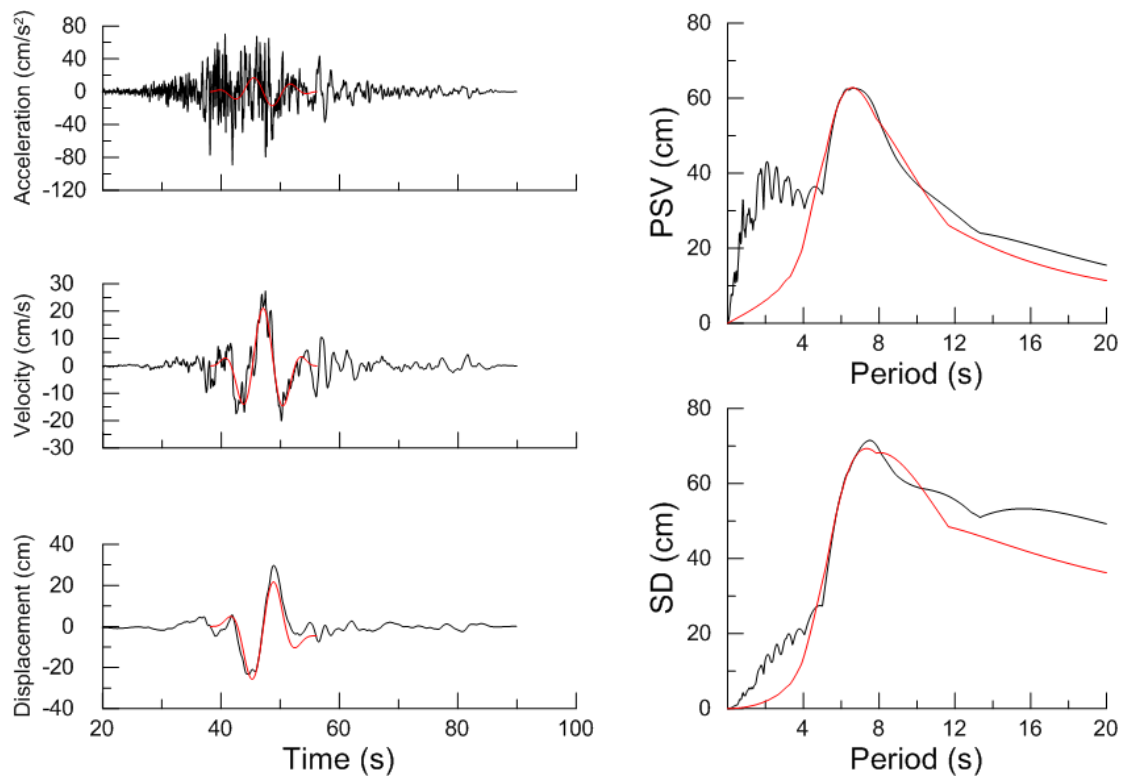 Acceleration (cm/s²)
80
40
0
-40
-80
-120
Velocity (cm/s)
30
20
10
0
-10
-20
-30
Displacement (cm)
40
20
0
-20
-40
20 40 60 80 100
Time (s)
PSV (cm)
80
60
40
20
0
4 8 12 16 20
Period (s)
SD (cm)
80
60
40
20
0
4 8 12 16 20
Period (s)